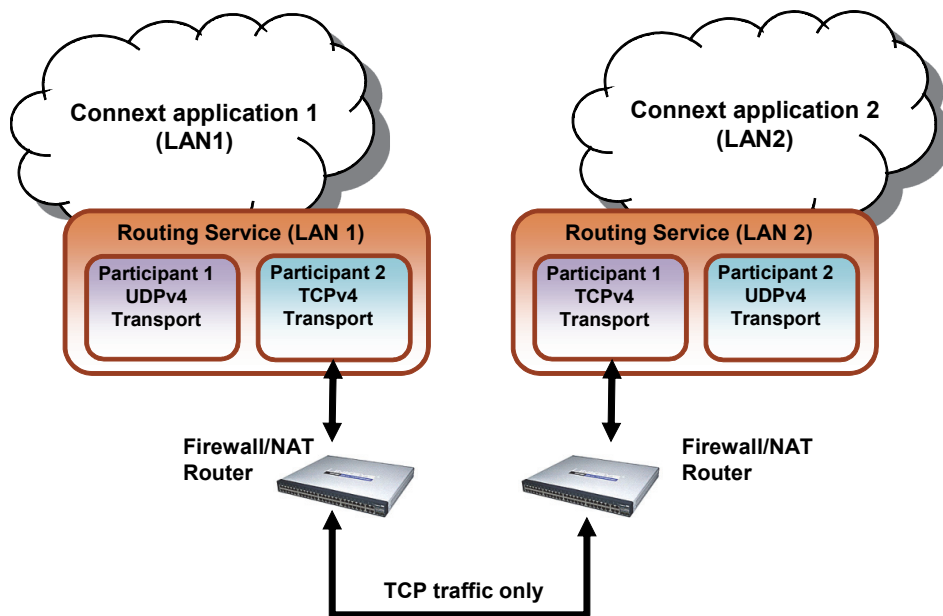 Connext application 1
(LAN1)
Connext application 2
(LAN2)
Routing Service (LAN 1)
Participant 1
UDPv4
Transport
Participant 2
TCPv4
Transport
Routing Service (LAN 2)
Participant 1
TCPv4
Transport
Participant 2
UDPv4
Transport
Firewall/NAT
Router
Firewall/NAT
Router
TCP traffic only